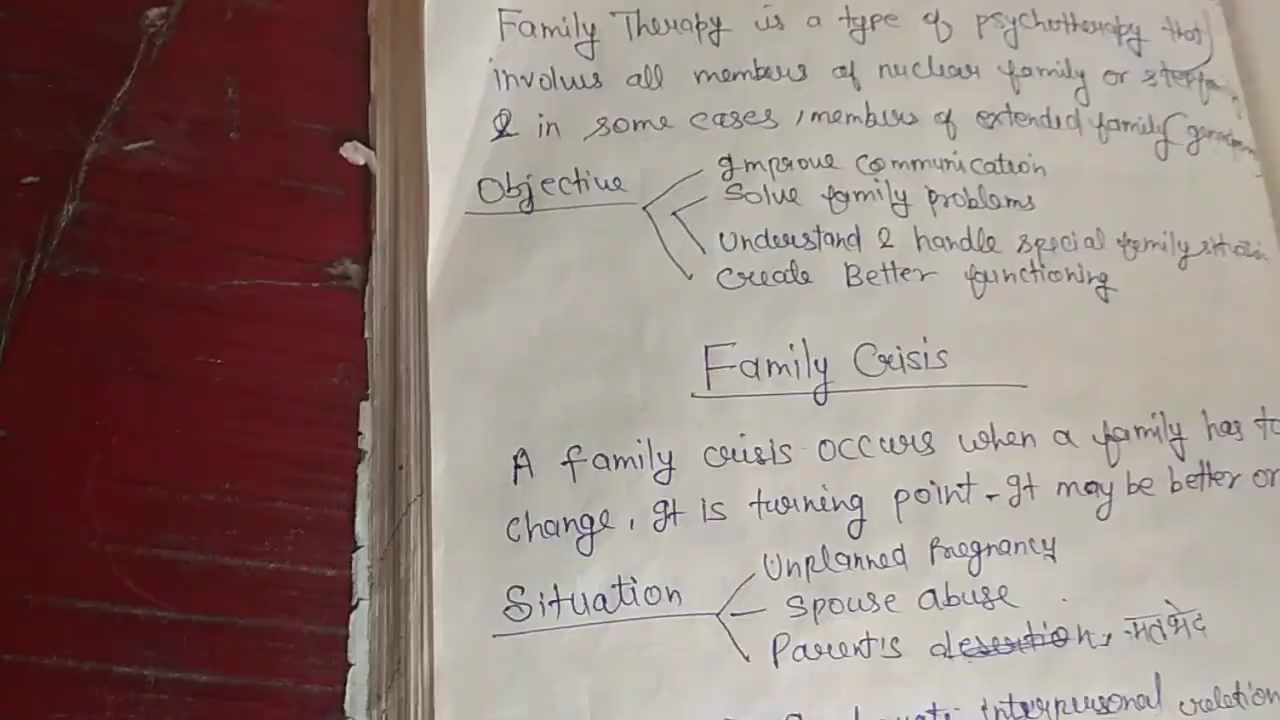 Family Therapy is a type of psychotherapy that
involves all members of nuclear family or
& in some cases, members of extended family
Objective
Improve Communication
Solve family problems
Understand & handle special family
Create Better functioning
Family Crisis
A family crisis occurs when a family has to
change, It is turning point. It may be better or
Situation
Unplanned Pregnancy
Spouse abuse
Parent's मतभेद
interpersonal relation